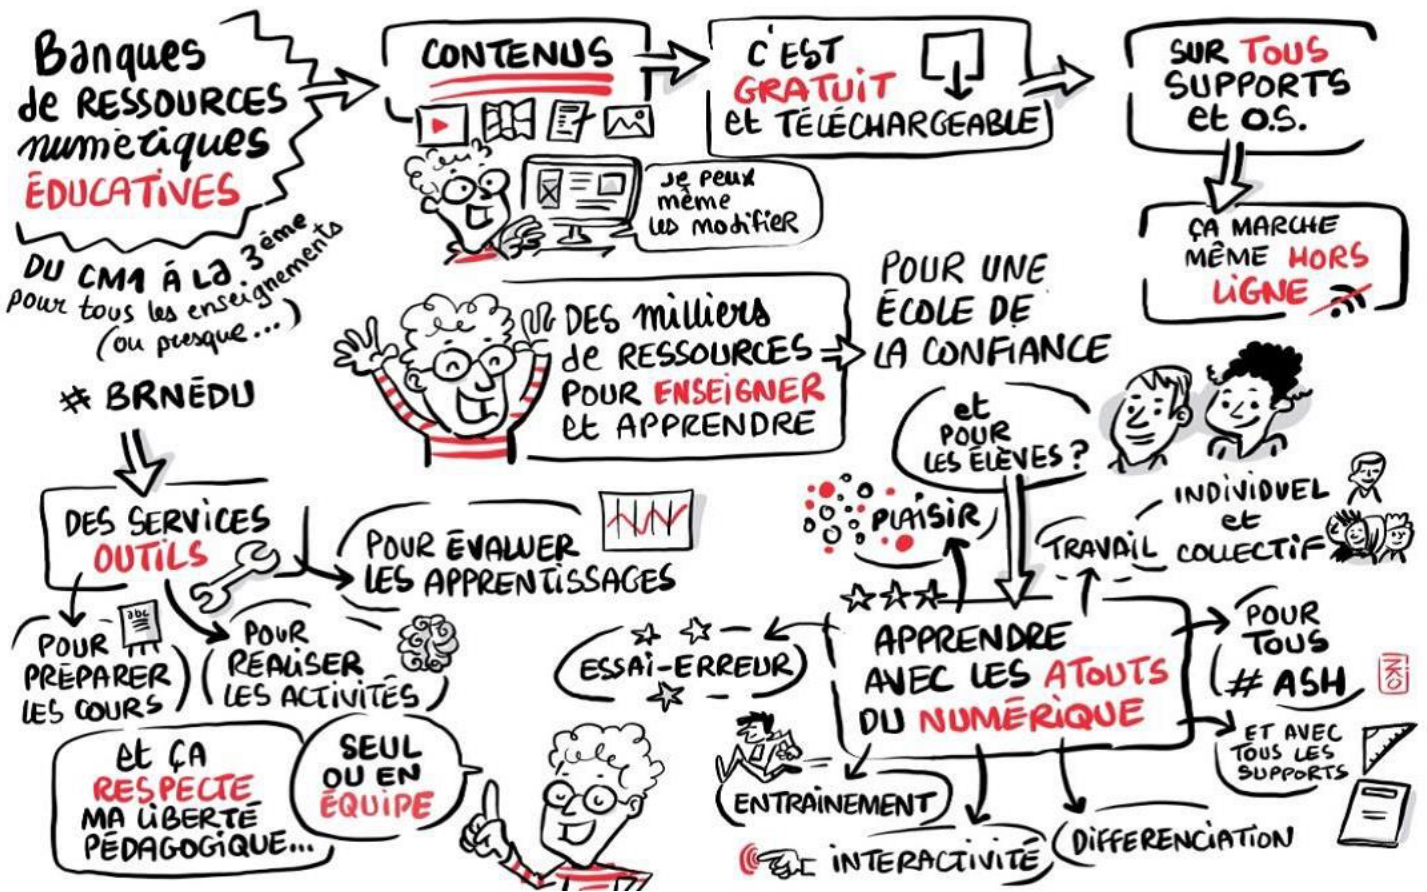 Banques
de RESSOURCES
numériques
ÉDUCATIVES
DU CM1 À La 3ème
pour tous les enseignements
(ou presque...)
# BRNÉDU
CONTENUS
C'EST
GRATUIT
et TÉLÉCHARGEABLE
SUR TOUS
SUPPORTS
et O.S.
ÇA MARCHE
MÊME HORS
LIGNE
Je peux
même
les modifier
DES milliers
de RESSOURCES
POUR ENSEIGNER
et APPRENDRE
POUR UNE
ÉCOLE DE
LA CONFIANCE
et
POUR
LES ÉLÈVES ?
DES SERVICES
OUTILS
POUR ÉVALUER
LES APPRENTISSAGES
abc
POUR
PRÉPARER
LES COURS
POUR
RÉALISER
LES ACTIVITÉS
et ÇA
RESPECTE
MA LIBERTÉ
PÉDAGOGIQUE...
SEUL
OU EN
ÉQUIPE
PLAISIR
TRAVAIL
INDIVIDUEL
et
COLLECTIF
ESSAI-ERREUR
APPRENDRE
AVEC LES ATOUTS
DU NUMÉRIQUE
POUR
TOUS
# ASH
ET AVEC
TOUS LES
SUPPORTS
ENTRAÎNEMENT
INTERACTIVITÉ
DIFFERENCIATION